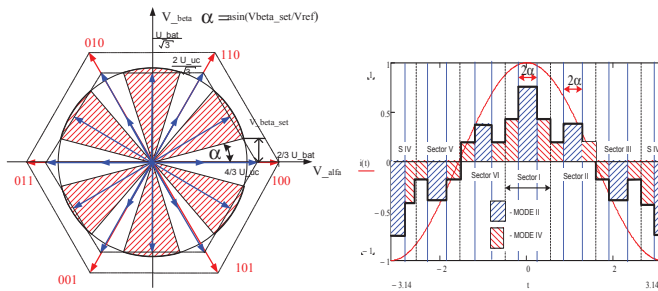 V_beta α =asin(Vbeta_set/Vref)
U_bat
√3
010
110
2 U_uc
√3
V_beta_set
α
2/3 U_bat
4/3 U_uc
V_alfa
011
100
001
101
1
2α
2α
0.5
S IV
Sector V
Sector III
S IV
i(t)
0
Sector VI
Sector I
Sector II
- MODE II
- MODE IV
− 0.5
− 1
− 2
0
2
− 3.14
t
3.14